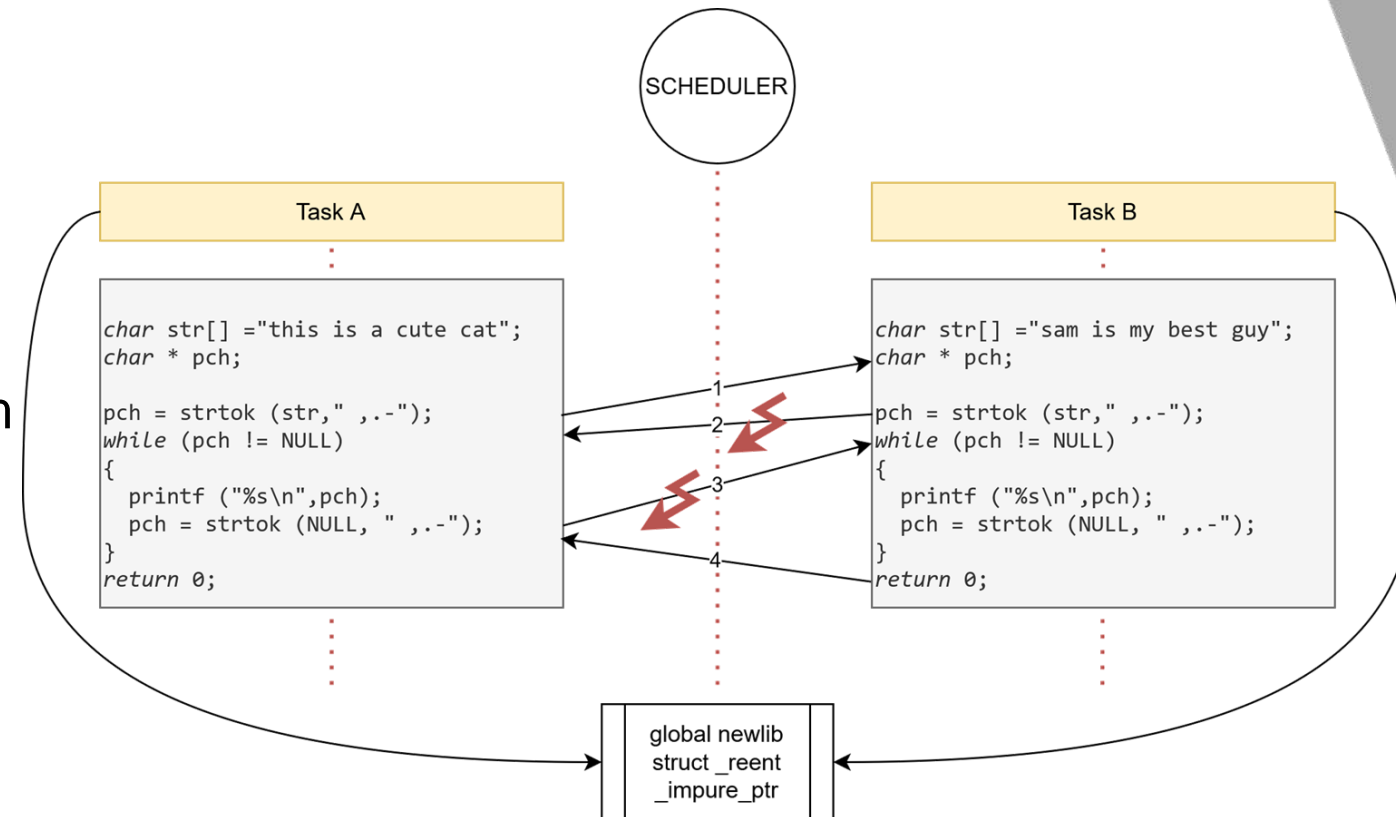 SCHEDULER
Task A
Task B
char str[] ="this is a cute cat";
char * pch;
pch = strtok (str," ,.-");
while (pch != NULL)
{
printf ("%s\n",pch);
pch = strtok (NULL, " ,.-");
}
return 0;
char str[] ="sam is my best guy";
char * pch;
pch = strtok (str," ,.-");
while (pch != NULL)
{
printf ("%s\n",pch);
pch = strtok (NULL, " ,.-");
}
return 0;
1
2
3
4
n
global newlib
struct _reent
_impure_ptr